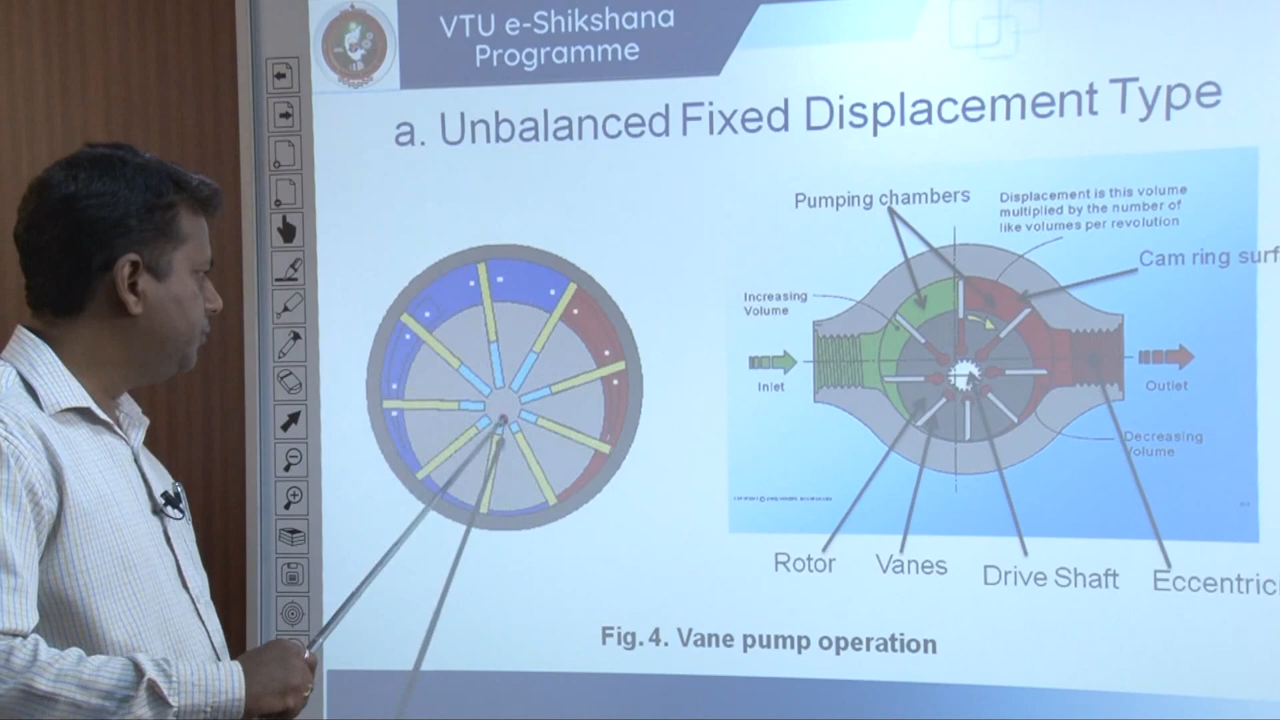 VTU e-Shikshana
Programme
a. Unbalanced Fixed Displacement Type
Pumping chambers
Displacement is this volume
multiplied by the number of
like volumes per revolution
Cam ring surf
Increasing
Volume
Inlet
Outlet
Decreasing
Volume
Rotor
Vanes
Drive Shaft
Eccentric
Fig. 4. Vane pump operation